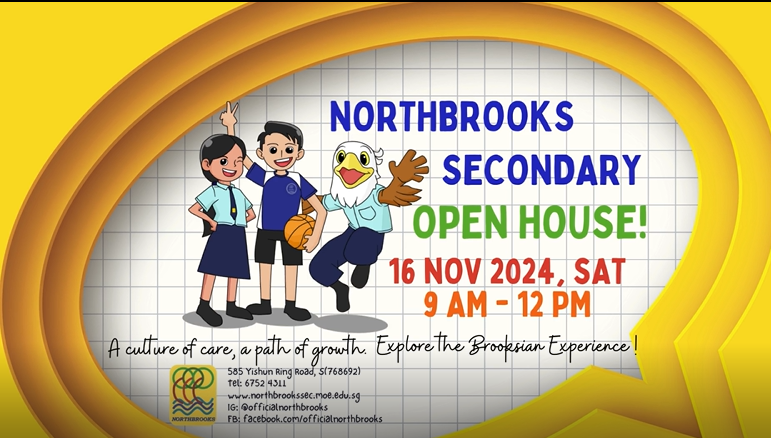 NORTHBROOKS
SECONDARY
OPEN HOUSE!
16 NOV 2024, SAT
9 AM - 12 PM
A culture of care, a path of growth. Explore the Brooksian Experience!
585 Yishun Ring Road, S(768692)
Tel: 6752 4311
www.northbrookssec.moe.edu.sg
IG: @officialnorthbrooks
FB: facebook.com/officialnorthbrooks
NORTHBROOKS